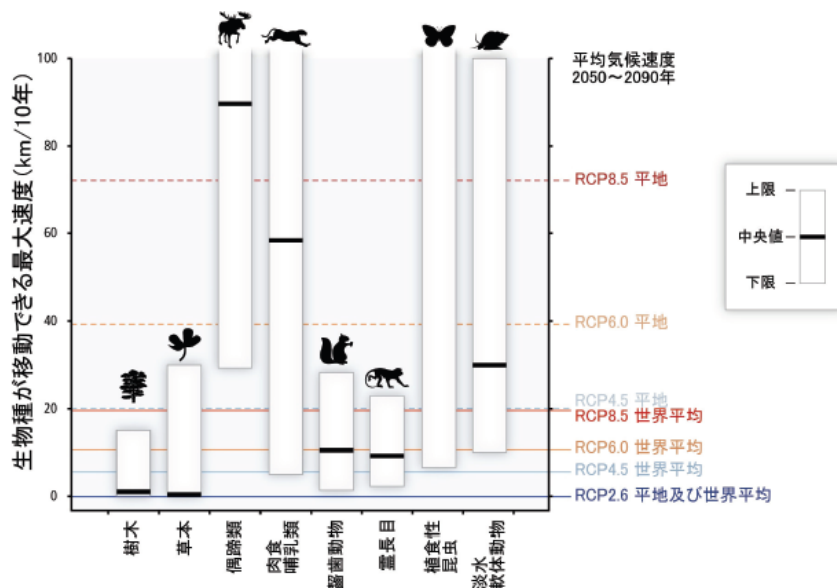 生物種が移動できる最大速度(km/10年)
100
80
60
40
20
0
平均気候速度
2050～2090年
RCP8.5 平地
RCP6.0 平地
RCP4.5 平地
RCP8.5 世界平均
RCP6.0 世界平均
RCP4.5 世界平均
RCP2.6 平地及び世界平均
上限
中央値
下限
樹木
草本
偶蹄類
肉食
哺乳類
齧歯動物
霊長目
植食性
昆虫
淡水
軟体動物